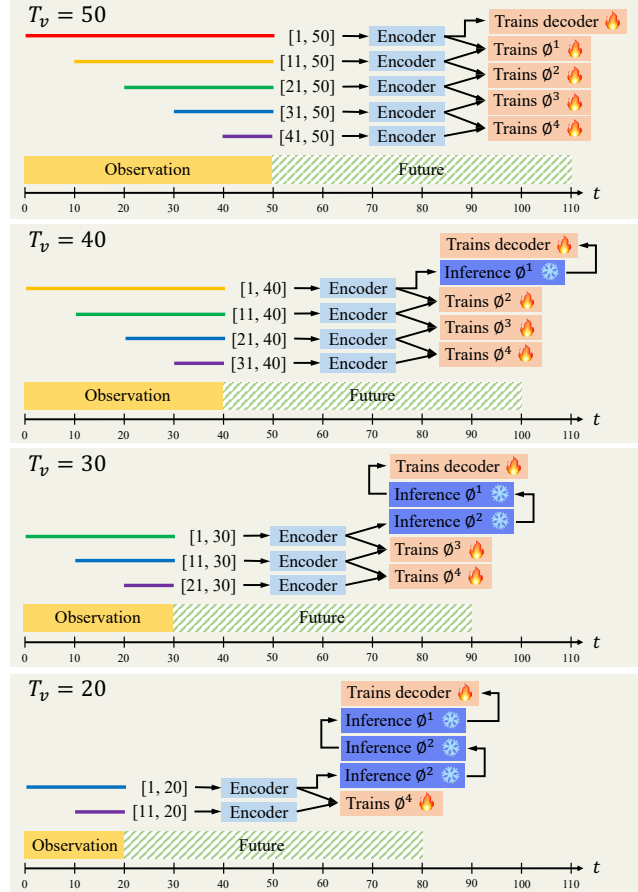 T_v = 50
Trains decoder
[1, 50] Encoder Trains ∅¹
[11, 50] Encoder Trains ∅²
[21, 50] Encoder Trains ∅³
[31, 50] Encoder Trains ∅⁴
[41, 50] Encoder
Observation Future
t
0 10 20 30 40 50 60 70 80 90 100 110
T_v = 40
Trains decoder
Inference ∅¹
[1, 40] Encoder Trains ∅²
[11, 40] Encoder Trains ∅³
[21, 40] Encoder Trains ∅⁴
[31, 40] Encoder
Observation Future
t
0 10 20 30 40 50 60 70 80 90 100 110
T_v = 30
Trains decoder
Inference ∅¹
Inference ∅²
[1, 30] Encoder Trains ∅³
[11, 30] Encoder Trains ∅⁴
[21, 30] Encoder
Observation Future
t
0 10 20 30 40 50 60 70 80 90 100 110
T_v = 20
Trains decoder
Inference ∅¹
Inference ∅²
Inference ∅²
[1, 20] Encoder
[11, 20] Encoder Trains ∅⁴
Observation Future
t
0 10 20 30 40 50 60 70 80 90 100 110